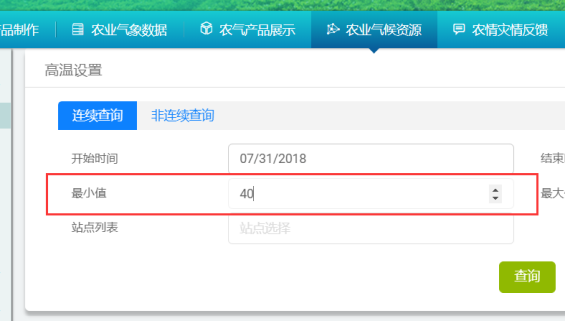 品制作 农业气象数据 农气产品展示 农业气候资源 农情灾情反馈
高温设置
连续查询 非连续查询
开始时间 07/31/2018 结束
最小值 40 最大
站点列表 站点选择
查询